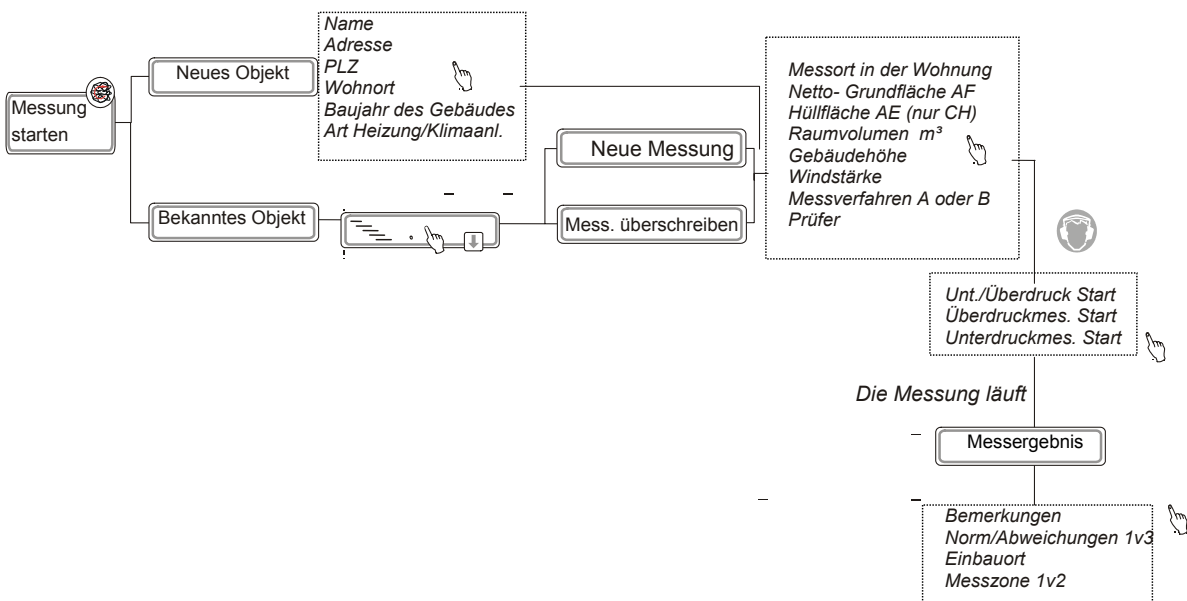 Messung
starten
Neues Objekt
Name
Adresse
PLZ
Wohnort
Baujahr des Gebäudes
Art Heizung/Klimaanl.
Bekanntes Objekt
Neue Messung
Mess. überschreiben
Messort in der Wohnung
Netto- Grundfläche AF
Hüllfläche AE (nur CH)
Raumvolumen m³
Gebäudehöhe
Windstärke
Messverfahren A oder B
Prüfer
Unt./Überdruck Start
Überdruckmes. Start
Unterdruckmes. Start
Die Messung läuft
Messergebnis
Bemerkungen
Norm/Abweichungen 1v3
Einbauort
Messzone 1v2